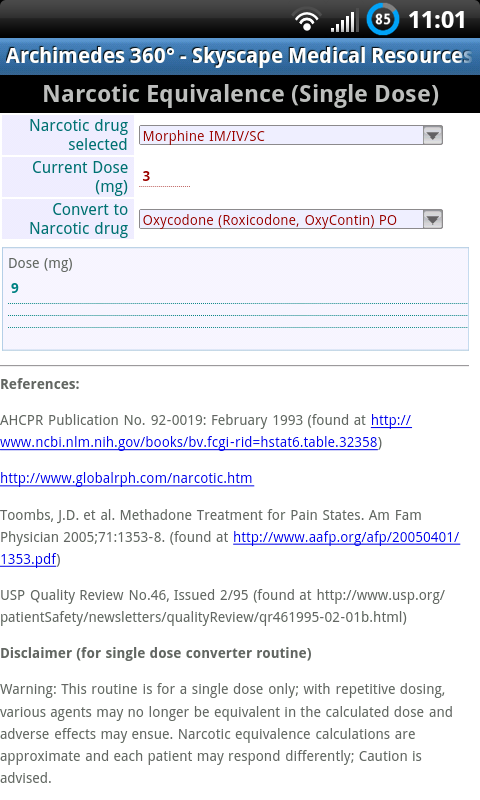 85 11:01
Archimedes 360° - Skyscape Medical Resources
Narcotic Equivalence (Single Dose)
Narcotic drug
selected
Morphine IM/IV/SC
Current Dose
(mg)
3
Convert to
Narcotic drug
Oxycodone (Roxicodone, OxyContin) PO
Dose (mg)
9
References:
AHCPR Publication No. 92-0019: February 1993 (found at http://
www.ncbi.nlm.nih.gov/books/bv.fcgi-rid=hstat6.table.32358)
http://www.globalrph.com/narcotic.htm
Toombs, J.D. et al. Methadone Treatment for Pain States. Am Fam
Physician 2005;71:1353-8. (found at http://www.aafp.org/afp/20050401/
1353.pdf)
USP Quality Review No.46, Issued 2/95 (found at http://www.usp.org/
patientSafety/newsletters/qualityReview/qr461995-02-01b.html)
Disclaimer (for single dose converter routine)
Warning: This routine is for a single dose only; with repetitive dosing,
various agents may no longer be equivalent in the calculated dose and
adverse effects may ensue. Narcotic equivalence calculations are
approximate and each patient may respond differently; Caution is
advised.